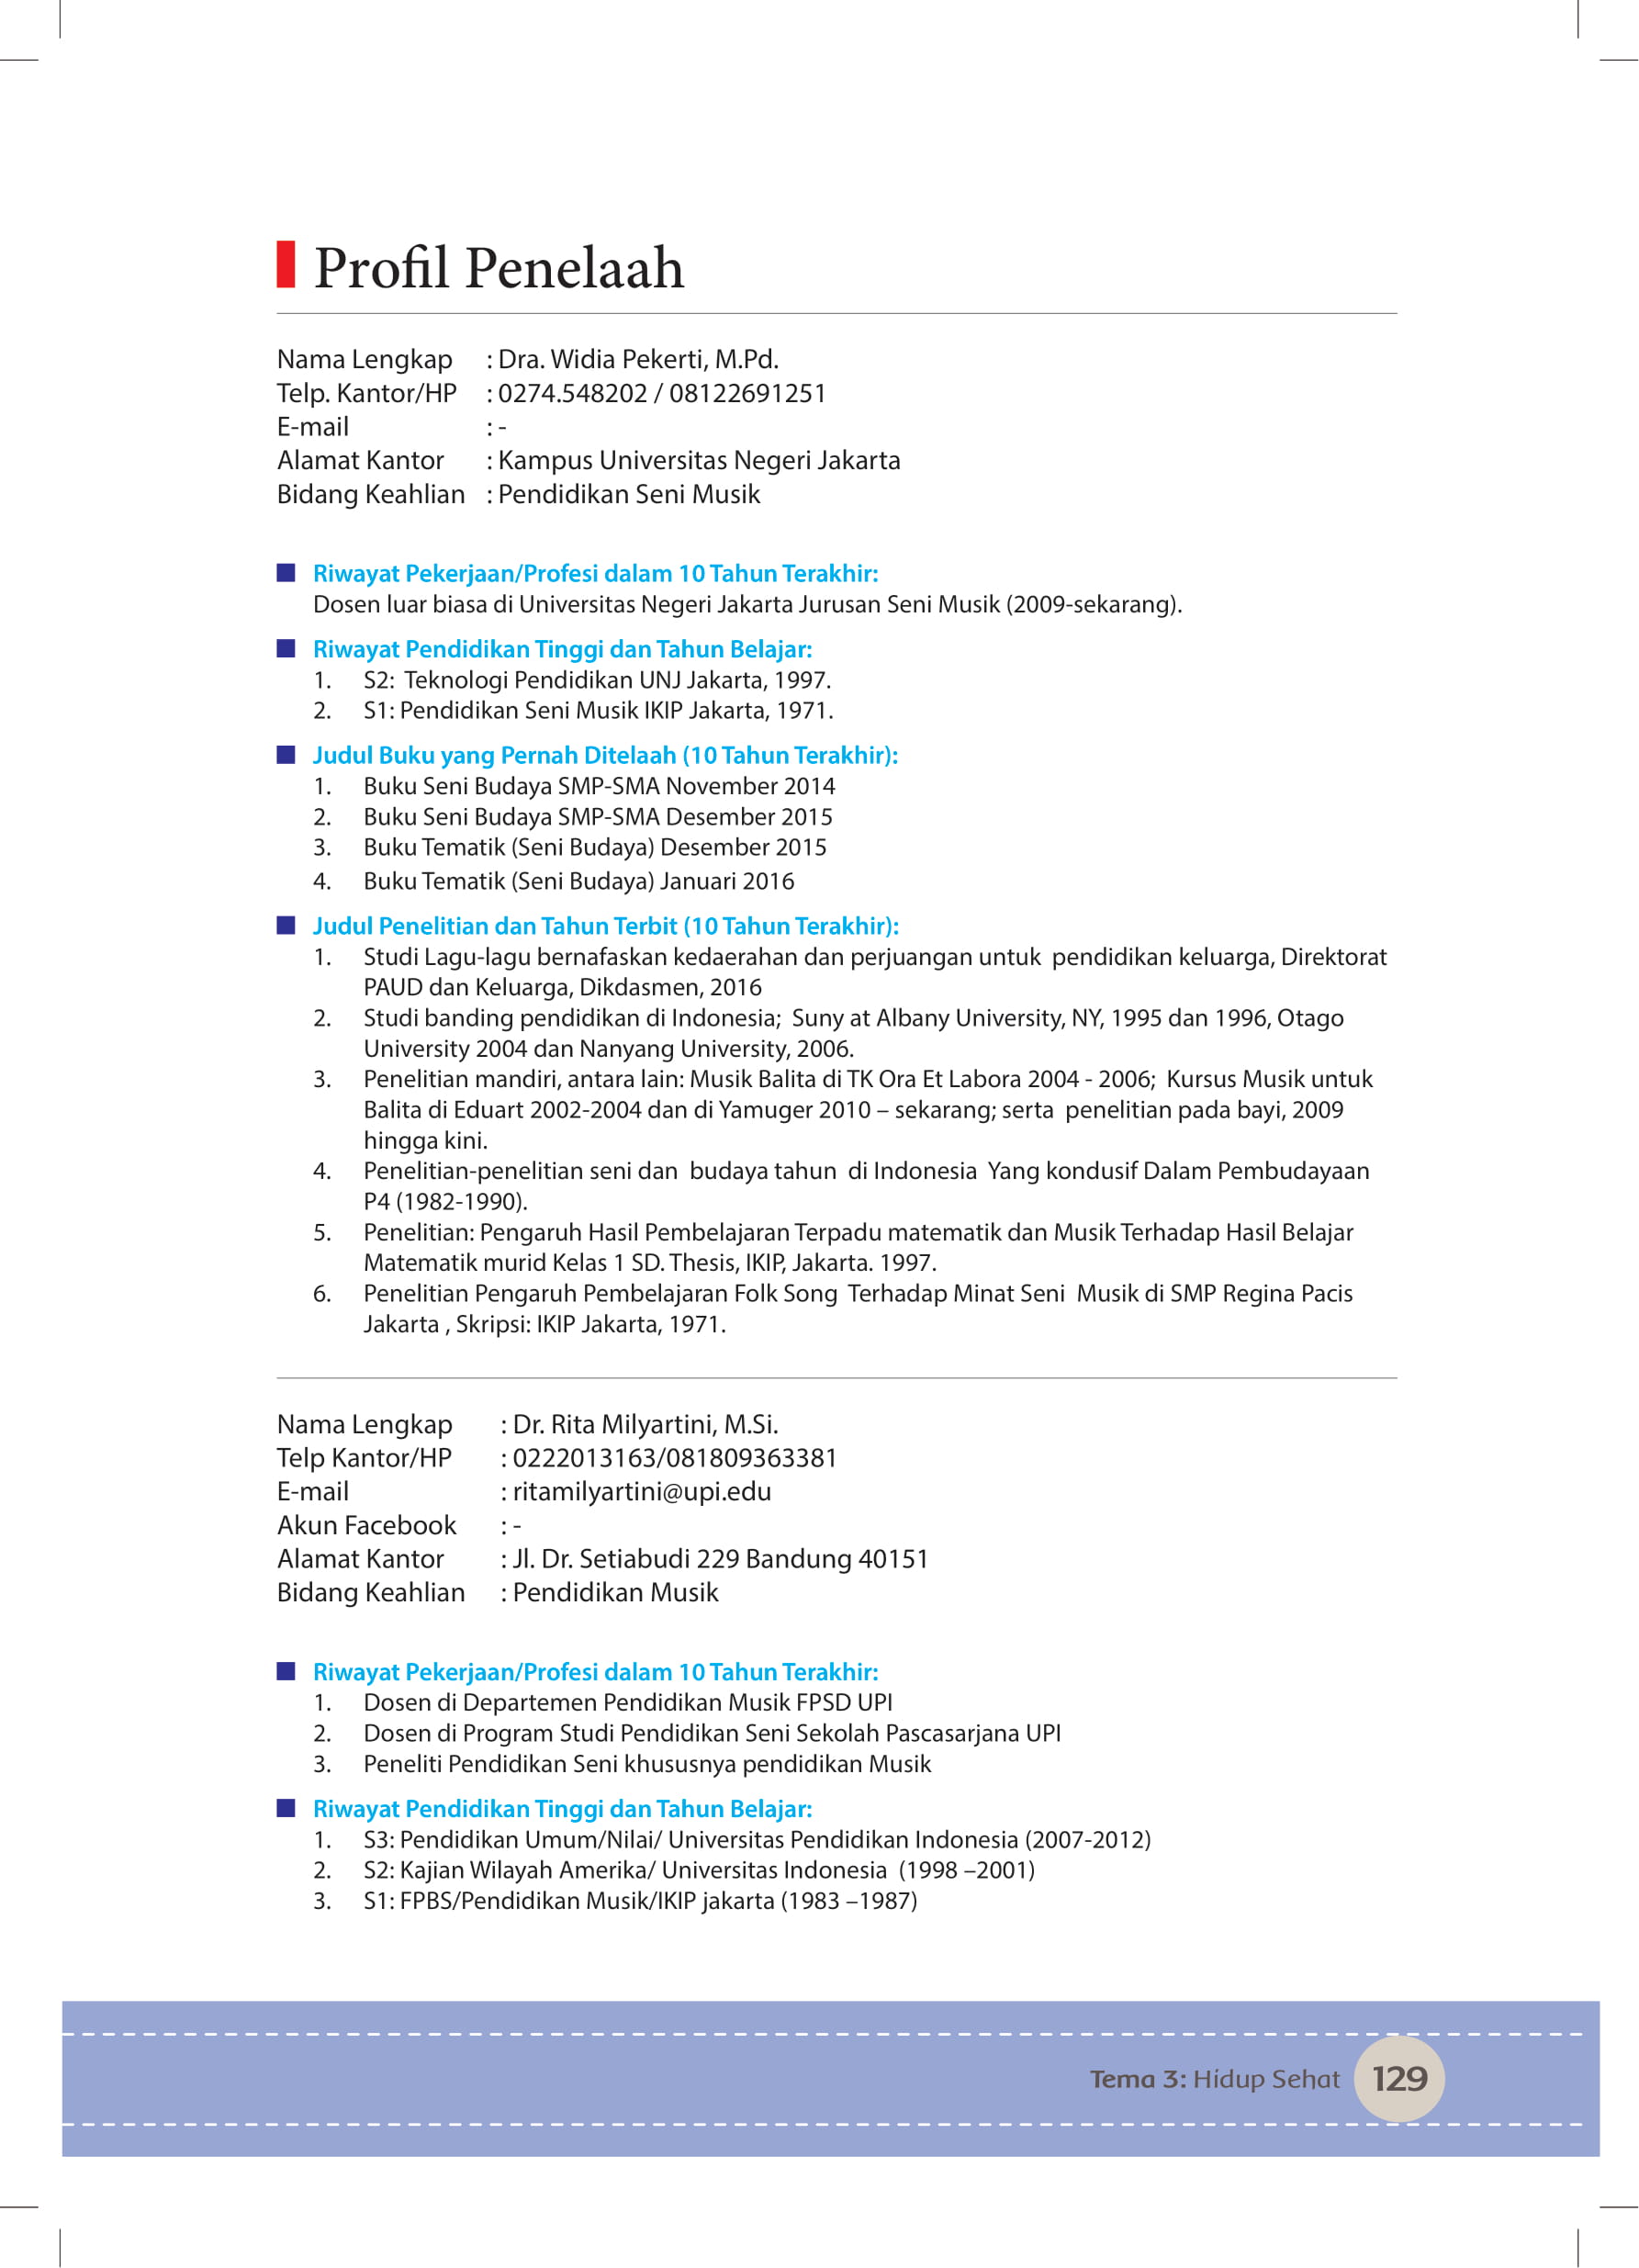 Profil Penelaah
Nama Lengkap : Dra. Widia Pekerti, M.Pd.
Telp. Kantor/HP : 0274.548202 / 08122691251
E-mail : -
Alamat Kantor : Kampus Universitas Negeri Jakarta
Bidang Keahlian : Pendidikan Seni Musik
Riwayat Pekerjaan/Profesi dalam 10 Tahun Terakhir:
Dosen luar biasa di Universitas Negeri Jakarta Jurusan Seni Musik (2009-sekarang).
Riwayat Pendidikan Tinggi dan Tahun Belajar:
1. S2: Teknologi Pendidikan UNJ Jakarta, 1997.
2. S1: Pendidikan Seni Musik IKIP Jakarta, 1971.
Judul Buku yang Pernah Ditelaah (10 Tahun Terakhir):
1. Buku Seni Budaya SMP-SMA November 2014
2. Buku Seni Budaya SMP-SMA Desember 2015
3. Buku Tematik (Seni Budaya) Desember 2015
4. Buku Tematik (Seni Budaya) Januari 2016
Judul Penelitian dan Tahun Terbit (10 Tahun Terakhir):
1. Studi Lagu-lagu bernafaskan kedaerahan dan perjuangan untuk pendidikan keluarga, Direktorat
PAUD dan Keluarga, Dikdasmen, 2016
2. Studi banding pendidikan di Indonesia; Suny at Albany University, NY, 1995 dan 1996, Otago
University 2004 dan Nanyang University, 2006.
3. Penelitian mandiri, antara lain: Musik Balita di TK Ora Et Labora 2004 - 2006; Kursus Musik untuk
Balita di Eduart 2002-2004 dan di Yamuger 2010 – sekarang; serta penelitian pada bayi, 2009
hingga kini.
4. Penelitian-penelitian seni dan budaya tahun di Indonesia Yang kondusif Dalam Pembudayaan
P4 (1982-1990).
5. Penelitian: Pengaruh Hasil Pembelajaran Terpadu matematik dan Musik Terhadap Hasil Belajar
Matematik murid Kelas 1 SD. Thesis, IKIP, Jakarta. 1997.
6. Penelitian Pengaruh Pembelajaran Folk Song Terhadap Minat Seni Musik di SMP Regina Pacis
Jakarta , Skripsi: IKIP Jakarta, 1971.
Nama Lengkap : Dr. Rita Milyartini, M.Si.
Telp Kantor/HP : 0222013163/081809363381
E-mail : ritamilyartini@upi.edu
Akun Facebook : -
Alamat Kantor : Jl. Dr. Setiabudi 229 Bandung 40151
Bidang Keahlian : Pendidikan Musik
Riwayat Pekerjaan/Profesi dalam 10 Tahun Terakhir:
1. Dosen di Departemen Pendidikan Musik FPSD UPI
2. Dosen di Program Studi Pendidikan Seni Sekolah Pascasarjana UPI
3. Peneliti Pendidikan Seni khususnya pendidikan Musik
Riwayat Pendidikan Tinggi dan Tahun Belajar:
1. S3: Pendidikan Umum/Nilai/ Universitas Pendidikan Indonesia (2007-2012)
2. S2: Kajian Wilayah Amerika/ Universitas Indonesia (1998 –2001)
3. S1: FPBS/Pendidikan Musik/IKIP jakarta (1983 –1987)
Tema 3: Hidup Sehat 129